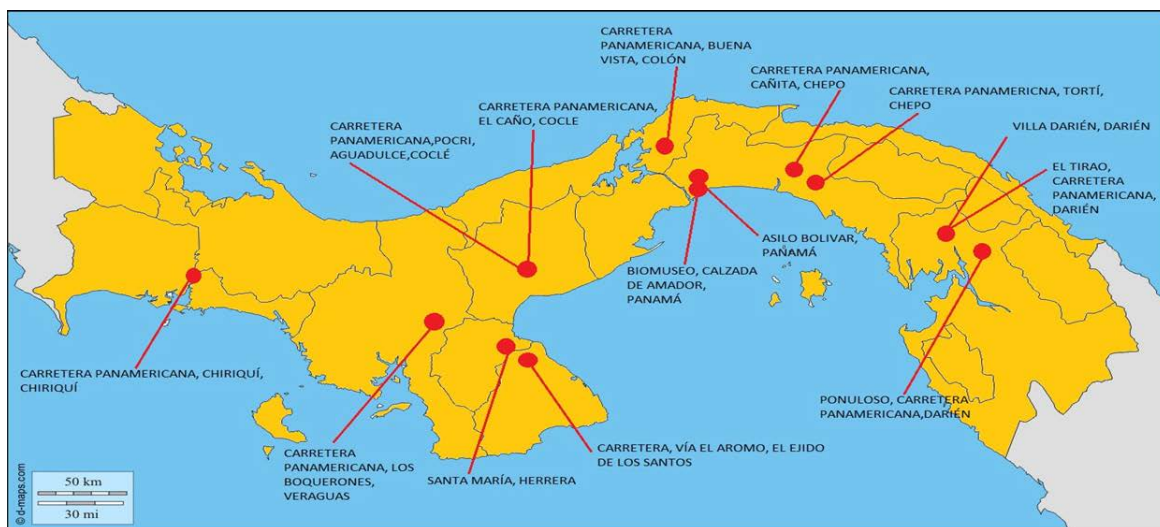 CARRETERA
PANAMERICANA, BUENA
VISTA, COLÓN
CARRETERA PANAMERICANA,
CAÑITA, CHEPO
CARRETERA PANAMERICNA, TORTÍ,
CHEPO
CARRETERA PANAMERICANA,
EL CAÑO, COCLE
CARRETERA
PANAMERICANA,POCRI,
AGUADULCE,COCLÉ
VILLA DARIÉN, DARIÉN
EL TIRAO,
CARRETERA
PANAMERICANA,
DARIÉN
ASILO BOLIVAR,
PANAMÁ
BIOMUSEO, CALZADA
DE AMADOR,
PANAMÁ
CARRETERA PANAMERICANA, CHIRIQUÍ,
CHIRIQUÍ
PONULOSO, CARRETERA
PANAMERICANA,DARIÉN
CARRETERA
PANAMERICANA, LOS
BOQUERONES,
VERAGUAS
SANTA MARÍA, HERRERA
CARRETERA, VÍA EL AROMO, EL EJIDO
DE LOS SANTOS
50 km
30 mi
© d-maps.com